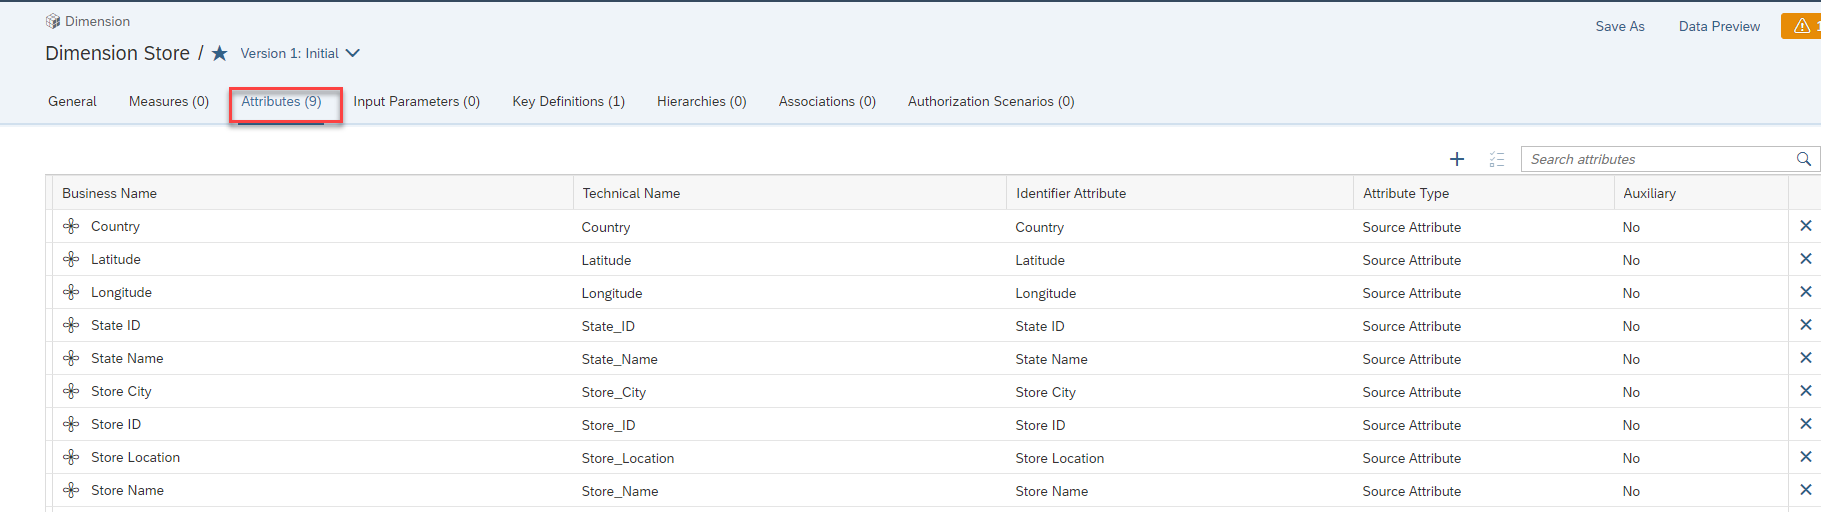 Dimension
Save As Data Preview 1
Dimension Store / Version 1: Initial
General Measures (0) Attributes (9) Input Parameters (0) Key Definitions (1) Hierarchies (0) Associations (0) Authorization Scenarios (0)
Search attributes
Business Name Technical Name Identifier Attribute Attribute Type Auxiliary
Country Country Country Source Attribute No
Latitude Latitude Latitude Source Attribute No
Longitude Longitude Longitude Source Attribute No
State ID State_ID State ID Source Attribute No
State Name State_Name State Name Source Attribute No
Store City Store_City Store City Source Attribute No
Store ID Store_ID Store ID Source Attribute No
Store Location Store_Location Store Location Source Attribute No
Store Name Store_Name Store Name Source Attribute No